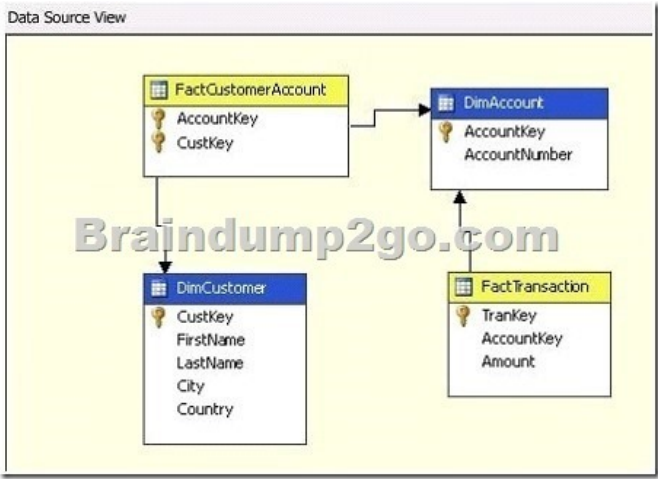 Data Source View
FactCustomerAccount
AccountKey
CustKey
DimAccount
AccountKey
AccountNumber
Braindump2go.com
DimCustomer
CustKey
FirstName
LastName
City
Country
FactTransaction
TranKey
AccountKey
Amount